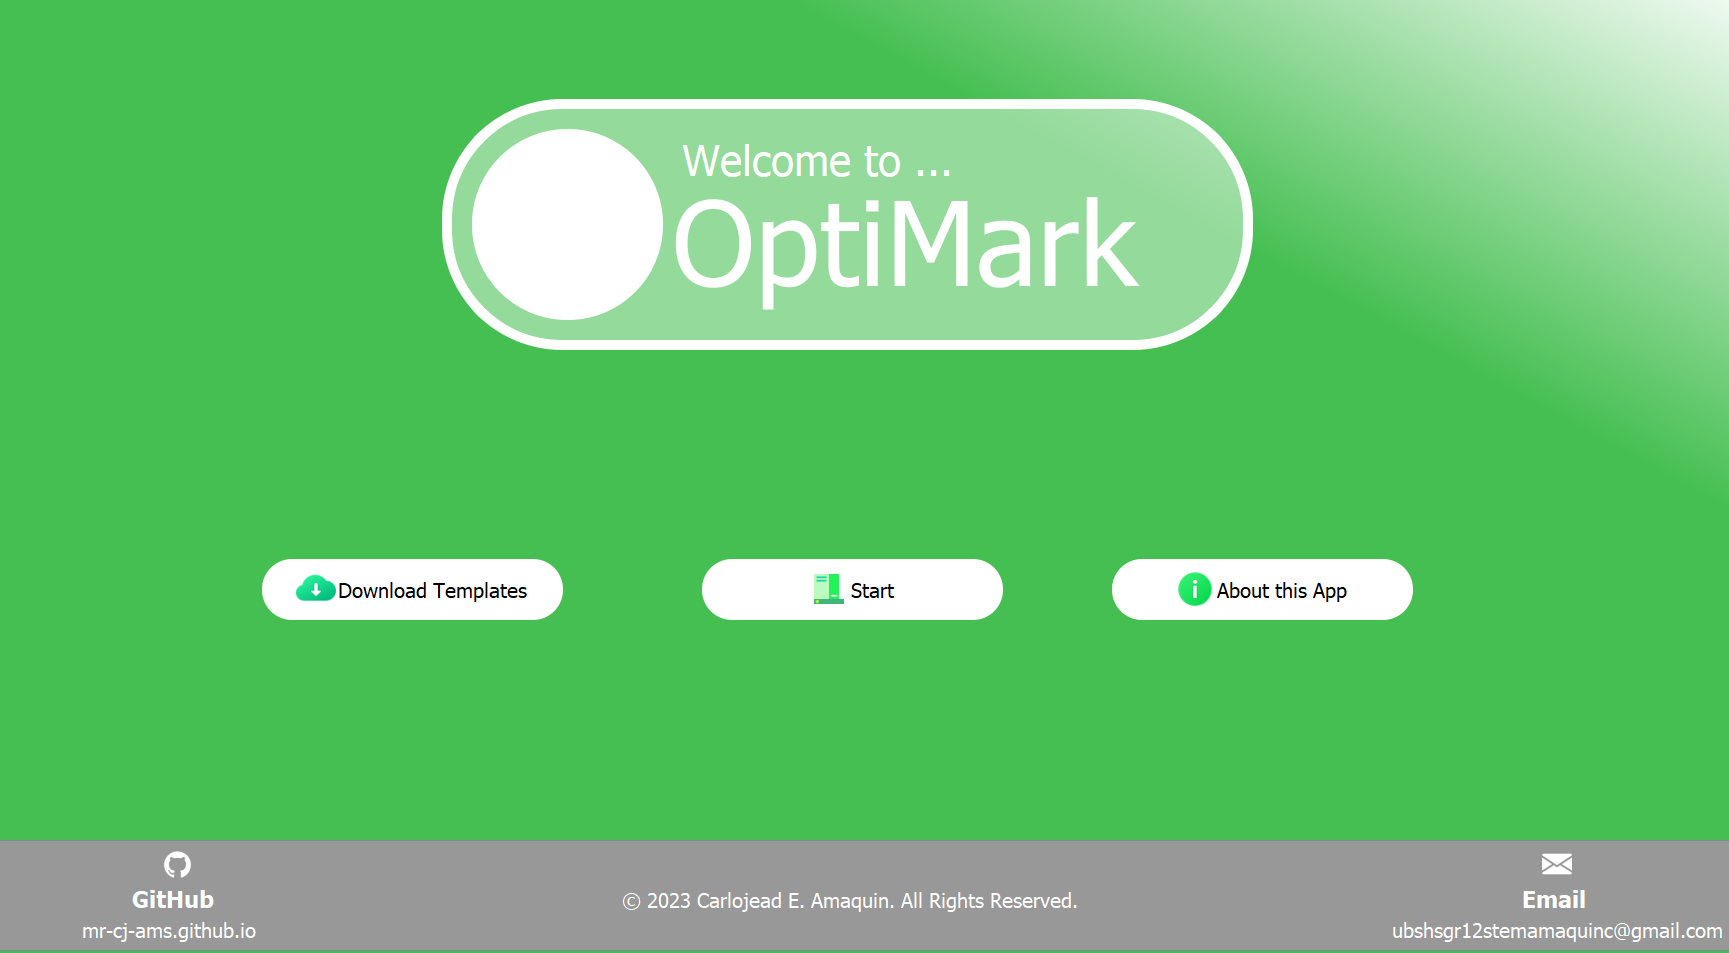 Welcome to ...
OptiMark
Download Templates
Start
About this App
GitHub
mr-cj-ams.github.io
© 2023 Carlojead E. Amaquin. All Rights Reserved.
Email
ubshsgr12stemamaquinc@gmail.com